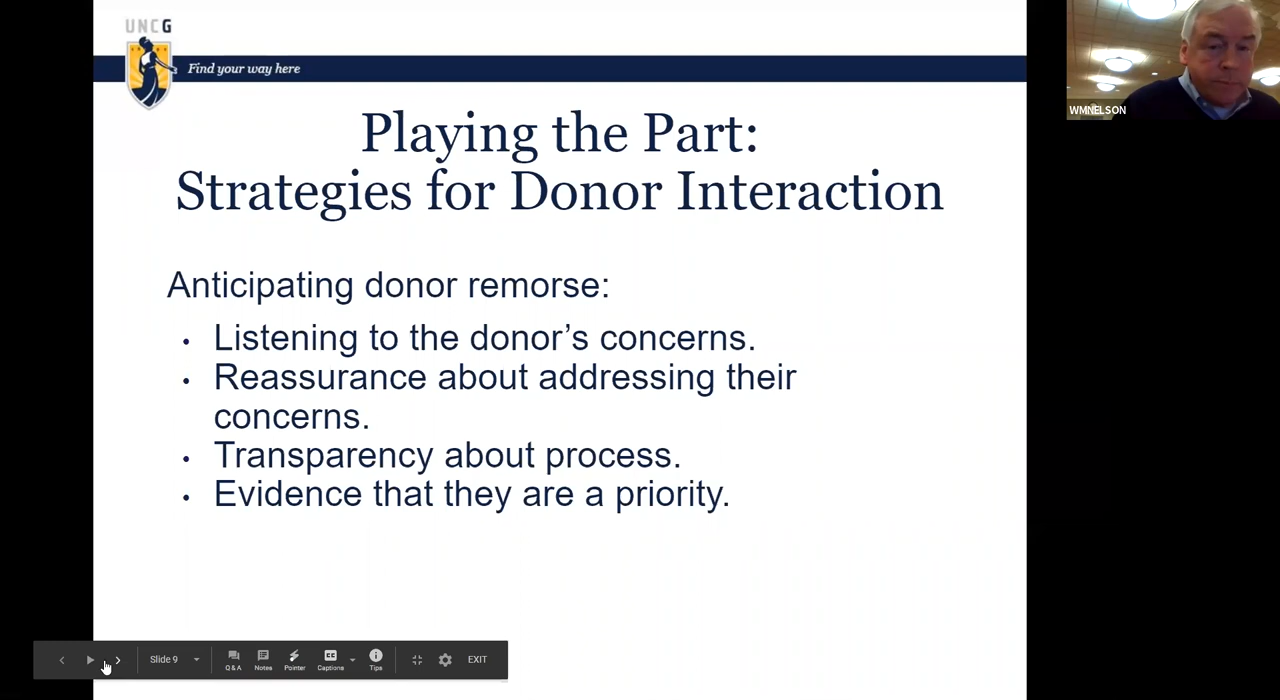 UNCG
Find your way here
WMNELSON
Playing the Part:
Strategies for Donor Interaction
Anticipating donor remorse:
• Listening to the donor’s concerns.
• Reassurance about addressing their
concerns.
• Transparency about process.
• Evidence that they are a priority.
Slide 9
Q & A
Notes
Pointer
CC
Captions
Tips
EXIT